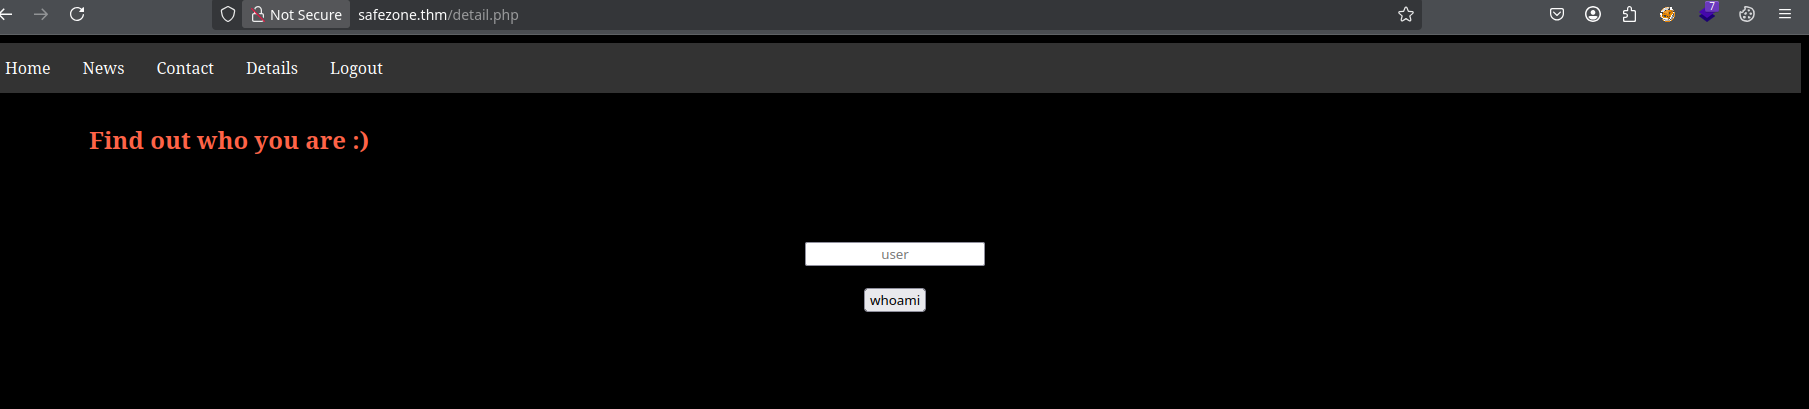 Not Secure safezone.thm/detail.php 7
Home News Contact Details Logout
Find out who you are :)
user
whoami